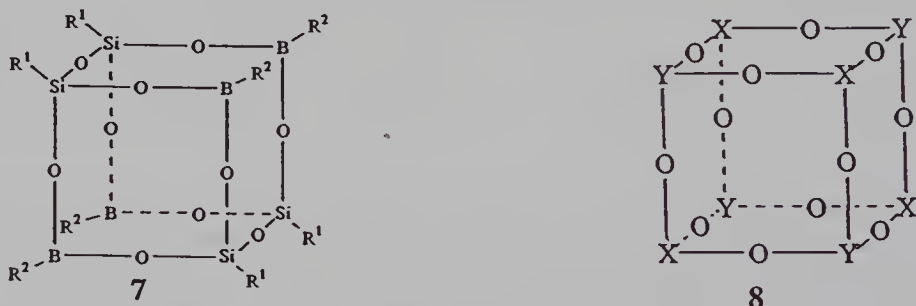 R¹ R²
Si O B
R¹ O R²
Si O B
O O
O O
B O Si
R² O R¹
B O Si
R² R¹
7
X O Y
O O
Y O X
O O
O O
Y O X
O O
X O Y
8